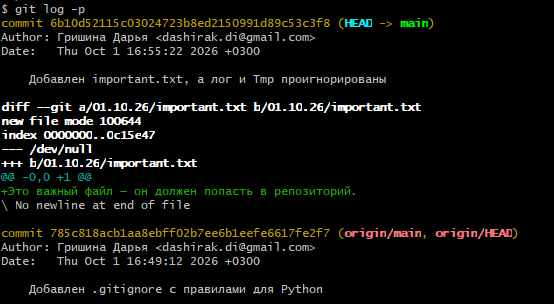 $ git log -p
commit 6b10d52115c03024723b8ed2150991d89c53c3f8 (HEAD -> main)
Author: Гришина Дарья <dashirak.di@gmail.com>
Date:   Thu Oct 1 16:55:22 2026 +0300
    Добавлен important.txt, а лог и Tmp проигнорированы
diff --git a/01.10.26/important.txt b/01.10.26/important.txt
new file mode 100644
index 0000000..0c15e47
--- /dev/null
+++ b/01.10.26/important.txt
@@ -0,0 +1 @@
+Это важный файл — он должен попасть в репозиторий.
\ No newline at end of file
commit 785c818acb1aa8ebff02b7ee6b1eefe6617fe2f7 (origin/main, origin/HEAD)
Author: Гришина Дарья <dashirak.di@gmail.com>
Date:   Thu Oct 1 16:49:12 2026 +0300
    Добавлен .gitignore с правилами для Python